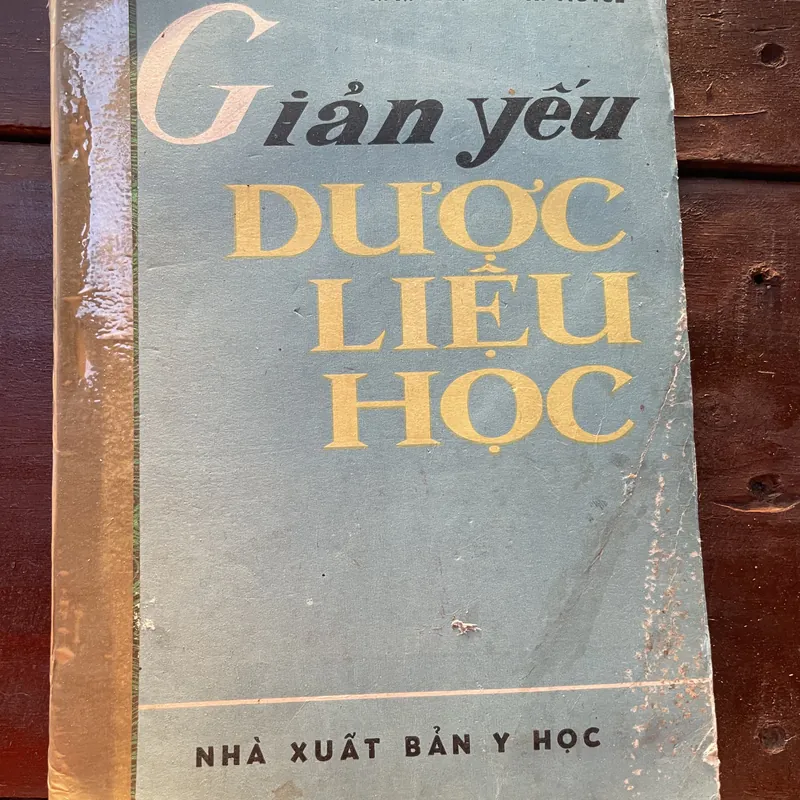 Giản yếu
DƯỢC
LIỆU
HỌC
NHÀ XUẤT BẢN Y HỌC